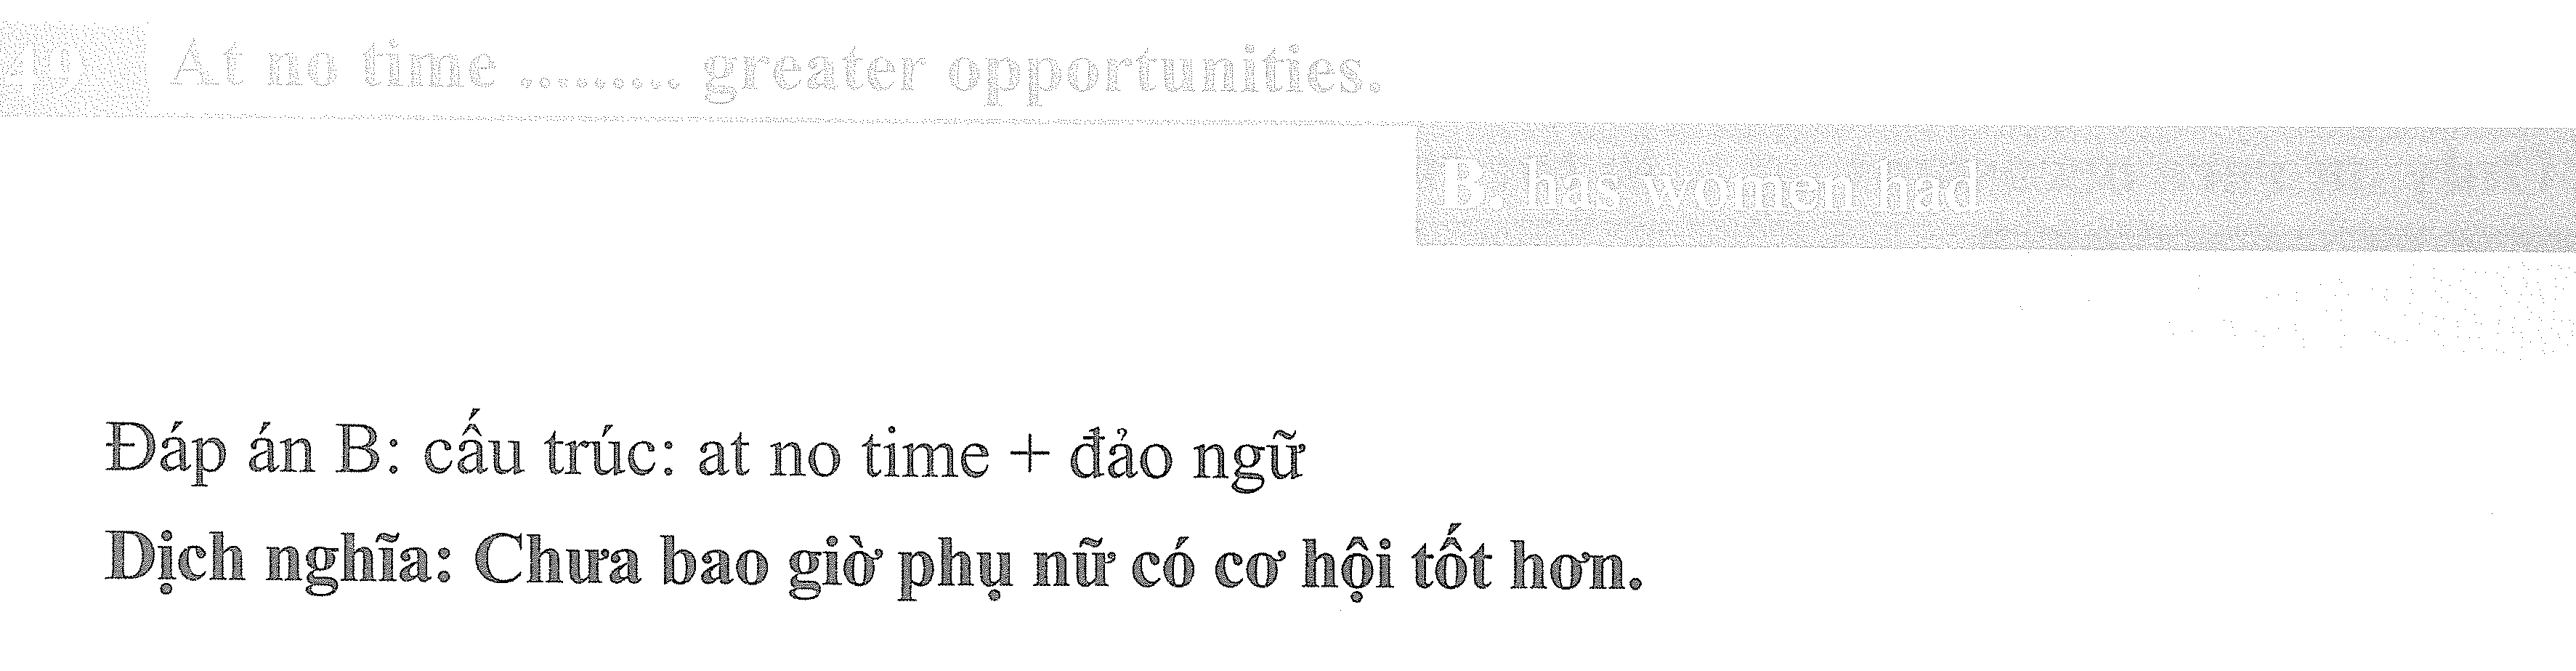 49 At no time ......... greater opportunities.
B. has women had
Đáp án B: cấu trúc: at no time + đảo ngữ
Dịch nghĩa: Chưa bao giờ phụ nữ có cơ hội tốt hơn.